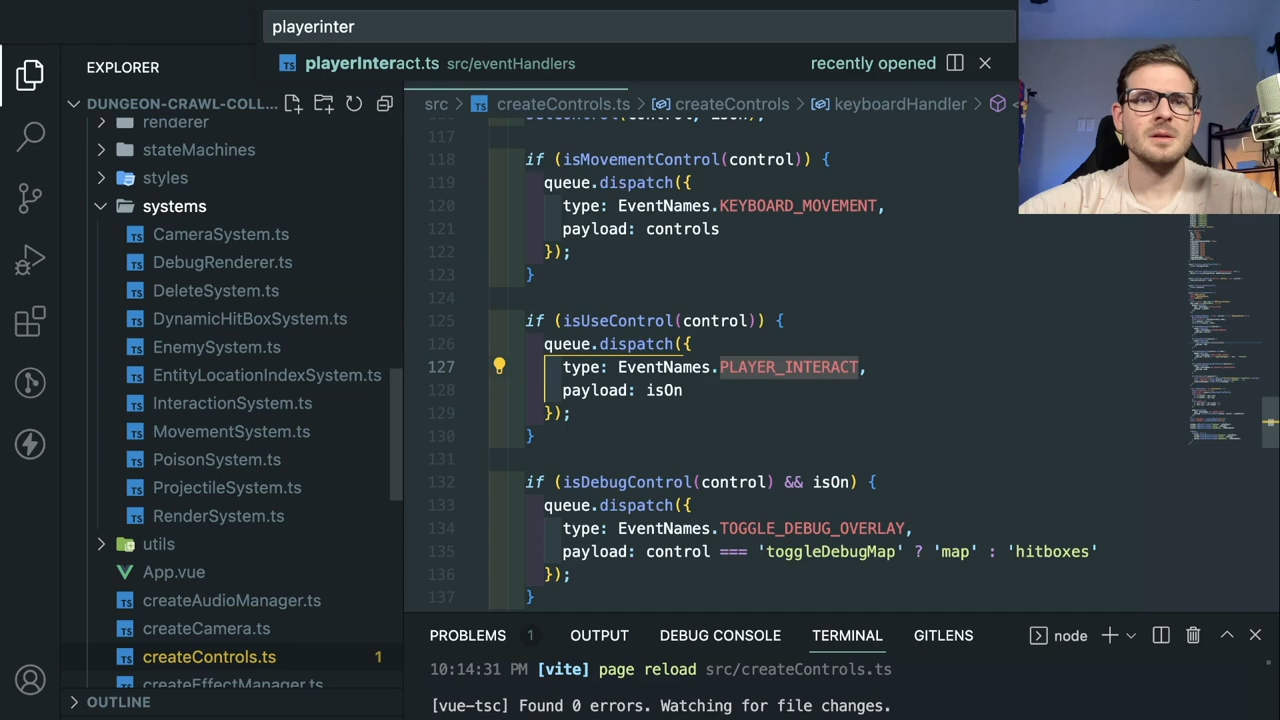 playerinter
playerInteract.ts src/eventHandlers recently opened
EXPLORER
DUNGEON-CRAWL-COLL...
renderer
stateMachines
styles
systems
CameraSystem.ts
DebugRenderer.ts
DeleteSystem.ts
DynamicHitBoxSystem.ts
EnemySystem.ts
EntityLocationIndexSystem.ts
InteractionSystem.ts
MovementSystem.ts
PoisonSystem.ts
ProjectileSystem.ts
RenderSystem.ts
utils
App.vue
createAudioManager.ts
createCamera.ts
createControls.ts 1
createEffectManager.ts
OUTLINE
src > createControls.ts > createControls > keyboardHandler >
117
118 if (isMovementControl(control)) {
119 queue.dispatch({
120 type: EventNames.KEYBOARD_MOVEMENT,
121 payload: controls
122 });
123 }
124
125 if (isUseControl(control)) {
126 queue.dispatch({
127 type: EventNames.PLAYER_INTERACT,
128 payload: isOn
129 });
130 }
131
132 if (isDebugControl(control) && isOn) {
133 queue.dispatch({
134 type: EventNames.TOGGLE_DEBUG_OVERLAY,
135 payload: control === 'toggleDebugMap' ? 'map' : 'hitboxes'
136 });
137 }
PROBLEMS 1 OUTPUT DEBUG CONSOLE TERMINAL GITLENS node
10:14:31 PM [vite] page reload src/createControls.ts
[vue-tsc] Found 0 errors. Watching for file changes.